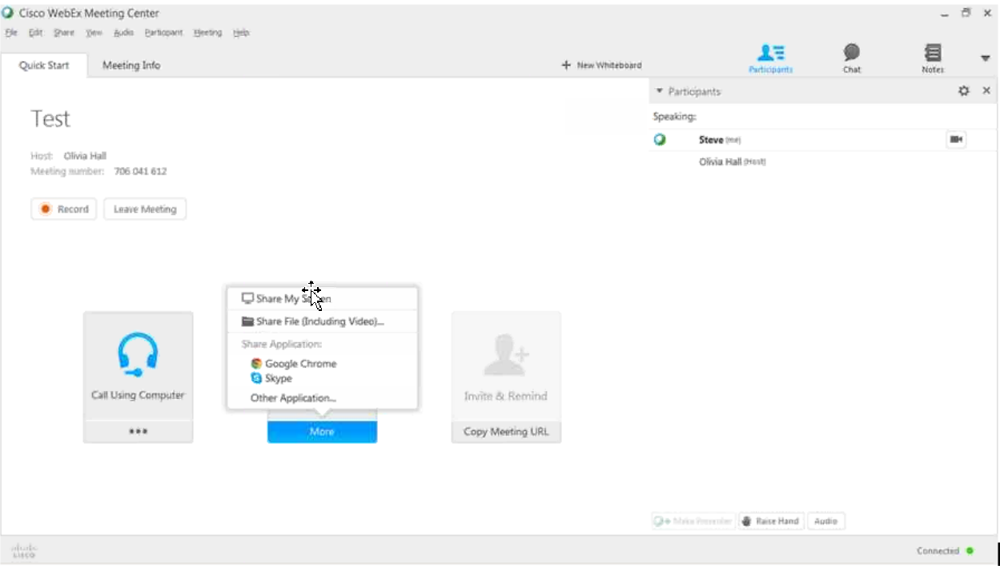 Cisco WebEx Meeting Center
File Edit Share View Audio Participant Meeting Help
Quick Start Meeting Info + New Whiteboard
Participants Chat Notes
Participants
Test
Speaking:
Steve (me)
Host: Olivia Hall
Olivia Hall (Host)
Meeting number: 706 041 612
Record Leave Meeting
Share My Screen
Share File (Including Video)...
Share Application:
Google Chrome
Skype
Other Application...
Call Using Computer
Invite & Remind
More
Copy Meeting URL
Make Presenter Raise Hand Audio
CISCO
Connected